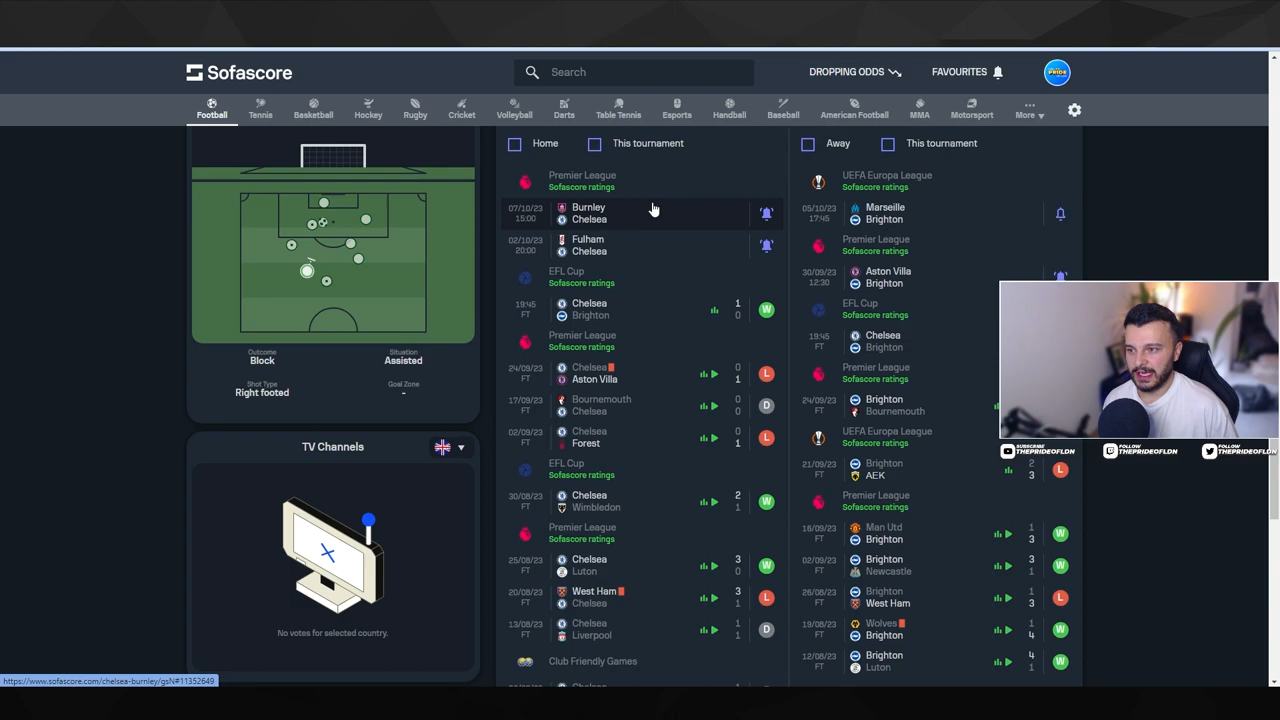 Sofascore
Search
DROPPING ODDS
FAVOURITES
PRIDE
Football
Tennis
Basketball
Hockey
Rugby
Cricket
Volleyball
Darts
Table Tennis
Esports
Handball
Baseball
American Football
MMA
Motorsport
More
Outcome
Block
Situation
Assisted
Shot Type
Right footed
Goal Zone
-
TV Channels
No votes for selected country.
https://www.sofascore.com/chelsea-burnley/gsN#11352649
Home
This tournament
Premier League
Sofascore ratings
07/10/23 Burnley
15:00 Chelsea
02/10/23 Fulham
20:00 Chelsea
EFL Cup
Sofascore ratings
19:45 Chelsea 1
FT Brighton 0
W
Premier League
Sofascore ratings
24/09/23 Chelsea 0
FT Aston Villa 1
L
17/09/23 Bournemouth 0
FT Chelsea 0
D
02/09/23 Chelsea 0
FT Forest 1
L
EFL Cup
Sofascore ratings
30/08/23 Chelsea 2
FT Wimbledon 1
W
Premier League
Sofascore ratings
25/08/23 Chelsea 3
FT Luton 0
W
20/08/23 West Ham 3
FT Chelsea 1
L
13/08/23 Chelsea 1
FT Liverpool 1
D
Club Friendly Games
Away
This tournament
UEFA Europa League
Sofascore ratings
05/10/23 Marseille
17:45 Brighton
Premier League
Sofascore ratings
30/09/23 Aston Villa
12:30 Brighton
EFL Cup
Sofascore ratings
19:45 Chelsea
FT Brighton
Premier League
Sofascore ratings
24/09/23 Brighton
FT Bournemouth
UEFA Europa League
Sofascore ratings
21/09/23 Brighton 2
FT AEK 3
L
Premier League
Sofascore ratings
16/09/23 Man Utd 1
FT Brighton 3
W
02/09/23 Brighton 3
FT Newcastle 1
W
26/08/23 Brighton 1
FT West Ham 3
L
19/08/23 Wolves 1
FT Brighton 4
W
12/08/23 Brighton 4
FT Luton 1
W
SUBSCRIBE
THEPRIDEOFLDN
FOLLOW
THEPRIDEOFLDN
FOLLOW
THEPRIDEOFLDN